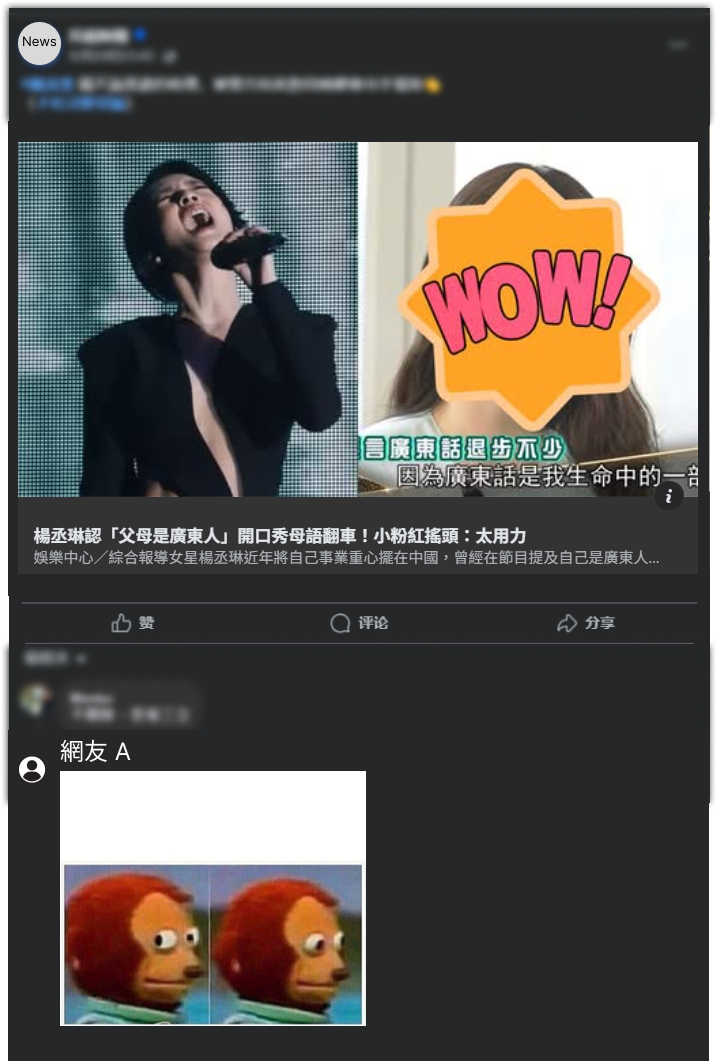 News
WOW!
言廣東話退步不少
因為廣東話是我生命中的一部
楊丞琳認「父母是廣東人」開口秀母語翻車！小粉紅搖頭：太用力
娛樂中心／綜合報導女星楊丞琳近年將自己事業重心擺在中國，曾經在節目提及自己是廣東人...
赞
评论
分享
網友 A